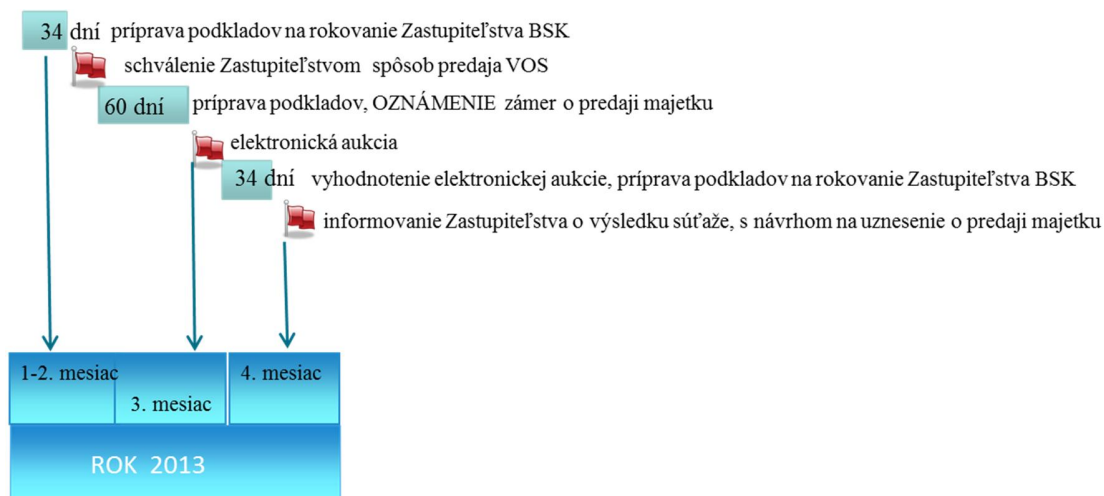 34 dní príprava podkladov na rokovanie Zastupiteľstva BSK
schválenie Zastupiteľstvom spôsob predaja VOS
60 dní príprava podkladov, OZNÁMENIE zámer o predaji majetku
elektronická aukcia
34 dní vyhodnotenie elektronickej aukcie, príprava podkladov na rokovanie Zastupiteľstva BSK
informovanie Zastupiteľstva o výsledku súťaže, s návrhom na uznesenie o predaji majetku
1-2. mesiac
3. mesiac
4. mesiac
ROK 2013